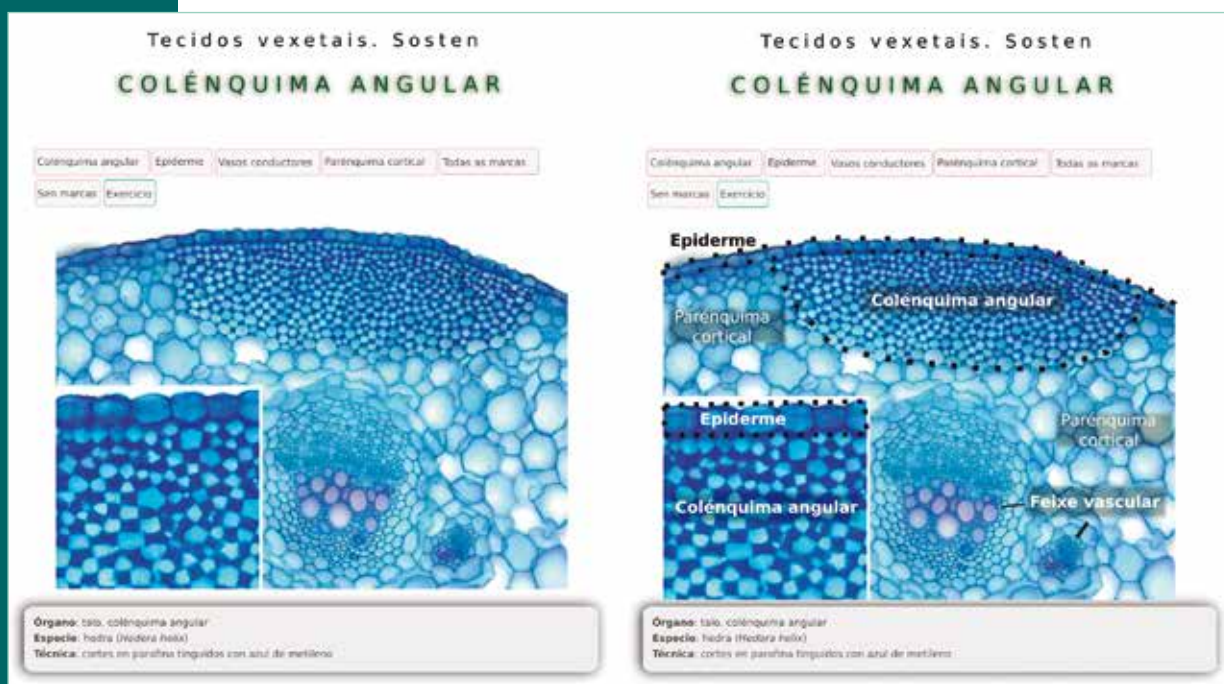 Tecidos vexetais. Sosten
COLÉNQUIMA ANGULAR
Colénquima angular Epiderme Vasos conductores Parénquima cortical Todas as marcas
Sen marcas Exercicio
Órgano: talo, colénquima angular
Especie: hedra (Hedera helix)
Técnica: cortes en parafina tinguidos con azul de metileno
Tecidos vexetais. Sosten
COLÉNQUIMA ANGULAR
Colénquima angular Epiderme Vasos conductores Parénquima cortical Todas as marcas
Sen marcas Exercicio
Epiderme
Colénquima angular
Parénquima
cortical
Epiderme
Parénquima
cortical
Colénquima angular
Feixe vascular
Órgano: talo, colénquima angular
Especie: hedra (Hedera helix)
Técnica: cortes en parafina tinguidos con azul de metileno